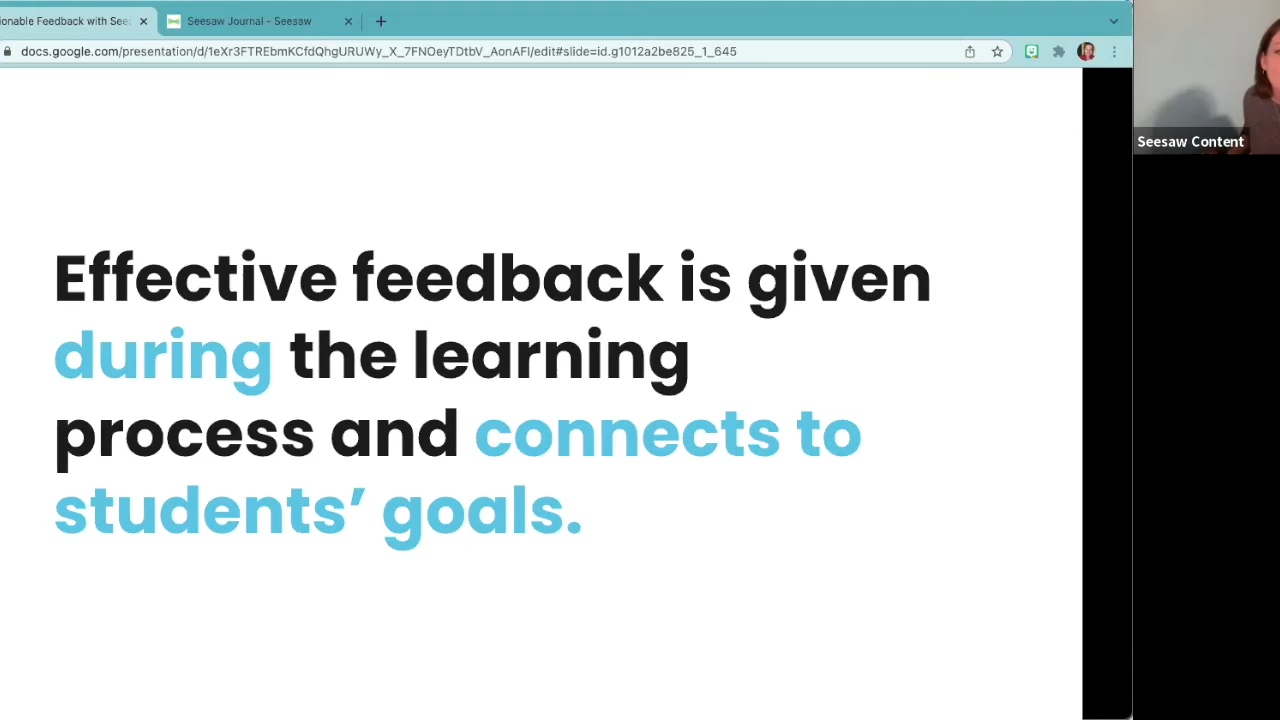 ionable Feedback with See
Seesaw Journal - Seesaw
docs.google.com/presentation/d/1eXr3FTREbmKCfdQhgURUWy_X_7FNOeyTDtbV_AonAFI/edit#slide=id.g1012a2be825_1_645
Seesaw Content
Effective feedback is given
during the learning
process and connects to
students’ goals.